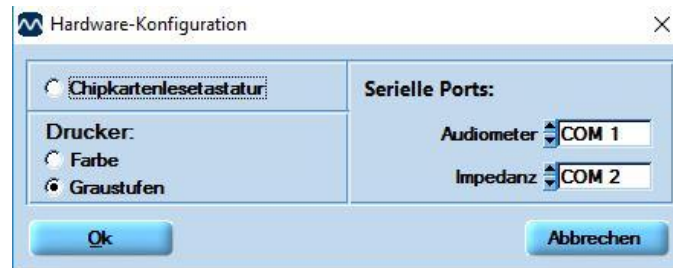 Hardware-Konfiguration
Chipkartenlesetastatur
Drucker:
Farbe
Graustufen
Serielle Ports:
Audiometer COM 1
Impedanz COM 2
Ok
Abbrechen